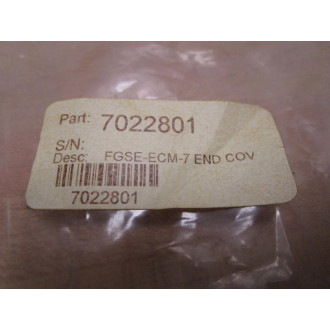 Part: 7022801
S/N:
Desc: FGSE-ECM-7 END COV
7022801